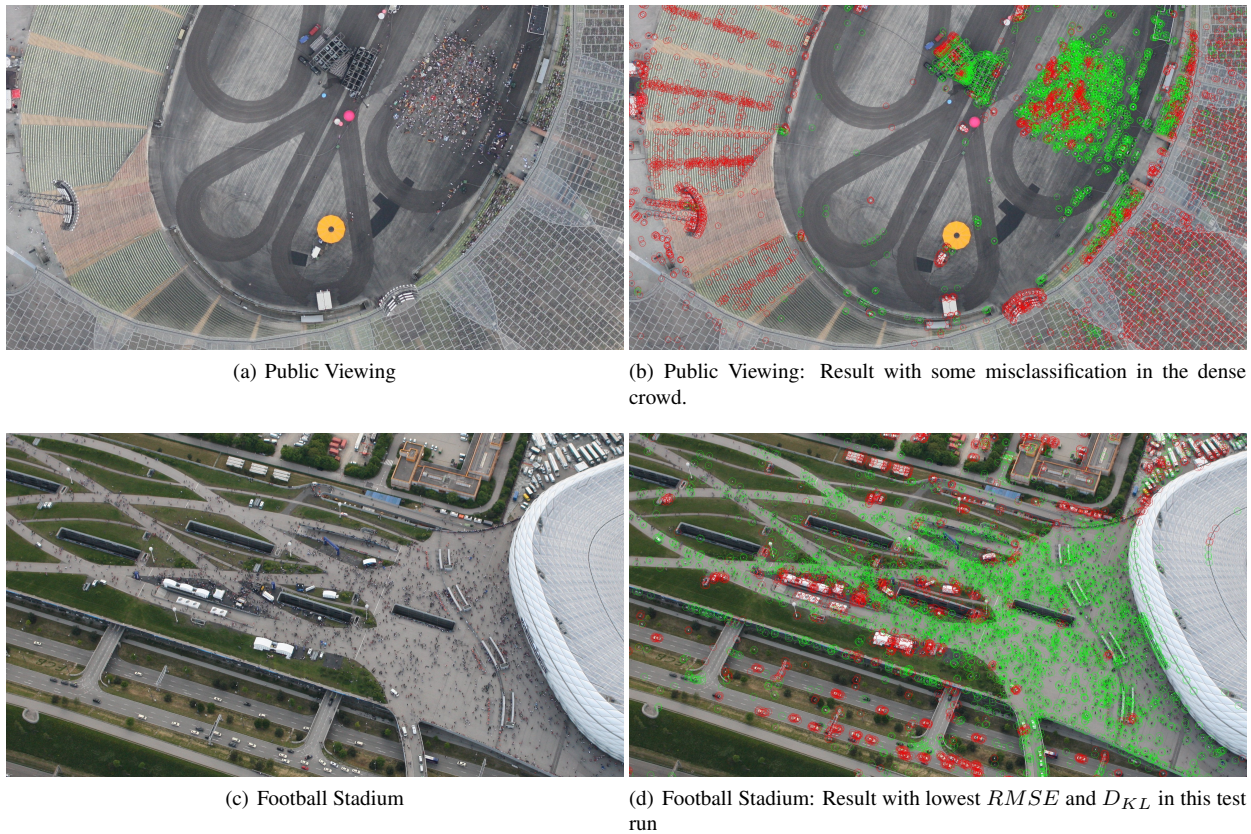 (a) Public Viewing
(b) Public Viewing: Result with some misclassification in the dense
crowd.
(c) Football Stadium
(d) Football Stadium: Result with lowest RMSE and D_KL in this test
run